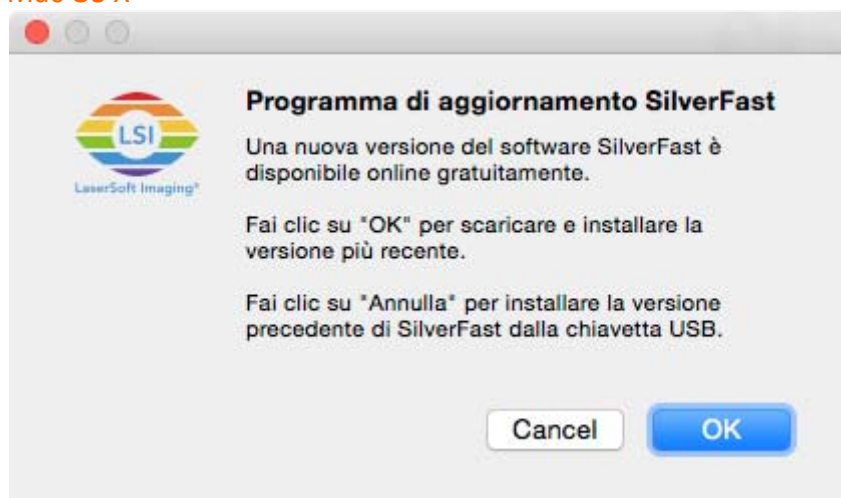 Mac OS X
LSI
LaserSoft Imaging®
Programma di aggiornamento SilverFast
Una nuova versione del software SilverFast è
disponibile online gratuitamente.
Fai clic su "OK" per scaricare e installare la
versione più recente.
Fai clic su "Annulla" per installare la versione
precedente di SilverFast dalla chiavetta USB.
Cancel
OK